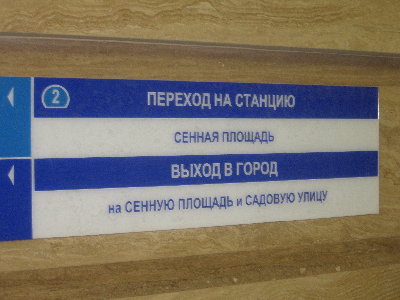 2 ПЕРЕХОД НА СТАНЦИЮ
СЕННАЯ ПЛОЩАДЬ
ВЫХОД В ГОРОД
на СЕННУЮ ПЛОЩАДЬ и САДОВУЮ УЛИЦУ